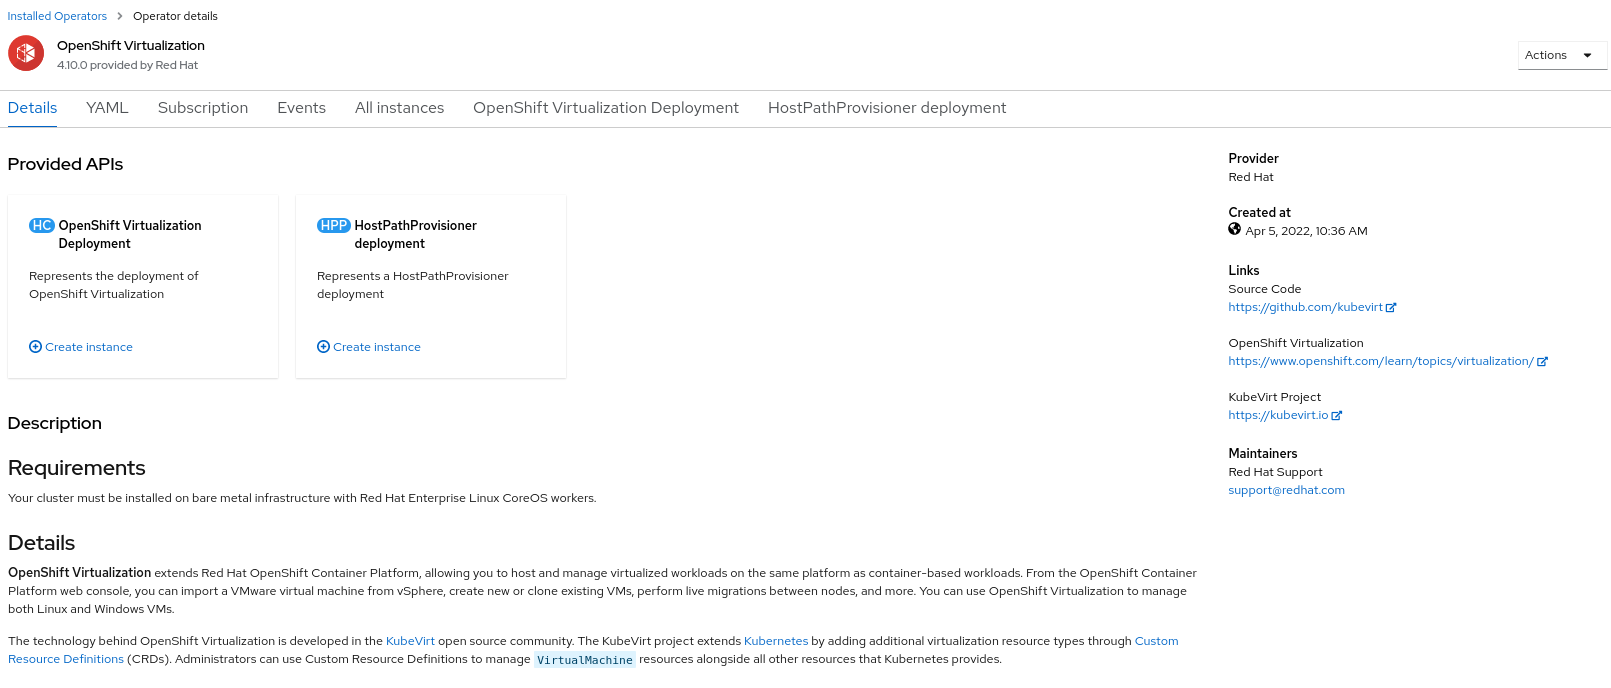 Installed Operators > Operator details
OpenShift Virtualization
4.10.0 provided by Red Hat
Actions
Details YAML Subscription Events All instances OpenShift Virtualization Deployment HostPathProvisioner deployment
Provided APIs
HC OpenShift Virtualization
Deployment
Represents the deployment of
OpenShift Virtualization
Create instance
HPP HostPathProvisioner
deployment
Represents a HostPathProvisioner
deployment
Create instance
Description
Requirements
Your cluster must be installed on bare metal infrastructure with Red Hat Enterprise Linux CoreOS workers.
Details
OpenShift Virtualization extends Red Hat OpenShift Container Platform, allowing you to host and manage virtualized workloads on the same platform as container-based workloads. From the OpenShift Container
Platform web console, you can import a VMware virtual machine from vSphere, create new or clone existing VMs, perform live migrations between nodes, and more. You can use OpenShift Virtualization to manage
both Linux and Windows VMs.
The technology behind OpenShift Virtualization is developed in the KubeVirt open source community. The KubeVirt project extends Kubernetes by adding additional virtualization resource types through Custom
Resource Definitions (CRDs). Administrators can use Custom Resource Definitions to manage VirtualMachine resources alongside all other resources that Kubernetes provides.
Provider
Red Hat
Created at
Apr 5, 2022, 10:36 AM
Links
Source Code
https://github.com/kubevirt
OpenShift Virtualization
https://www.openshift.com/learn/topics/virtualization/
KubeVirt Project
https://kubevirt.io
Maintainers
Red Hat Support
support@redhat.com